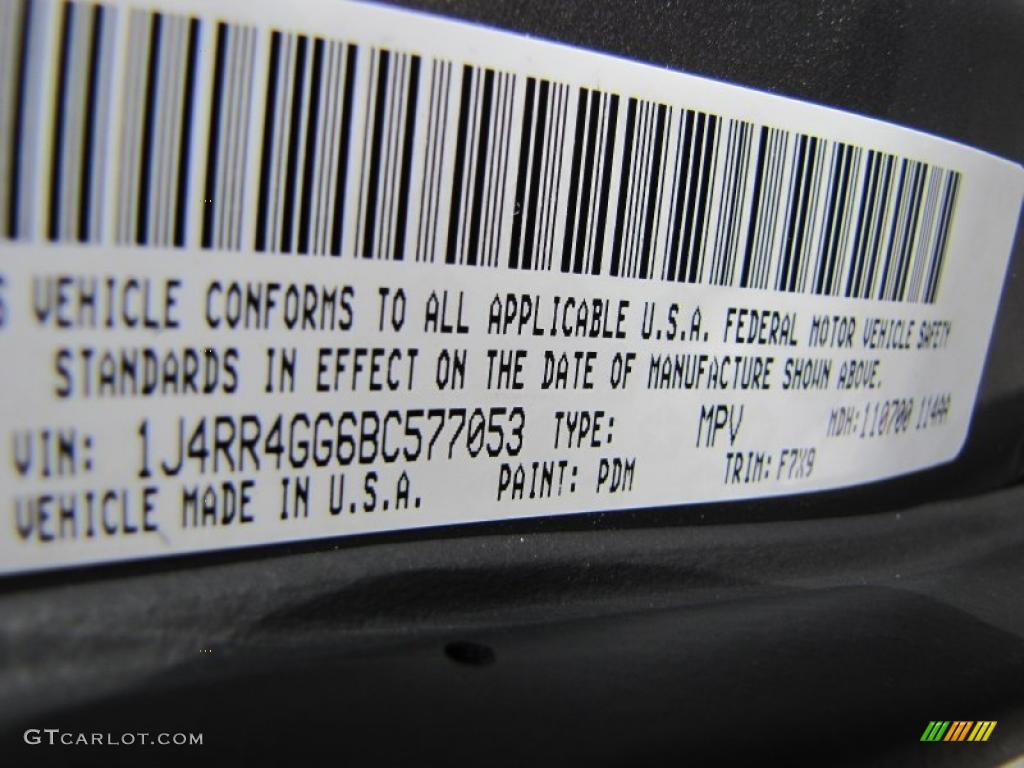 S VEHICLE CONFORMS TO ALL APPLICABLE U.S.A. FEDERAL MOTOR VEHICLE SAFETY
STANDARDS IN EFFECT ON THE DATE OF MANUFACTURE SHOWN ABOVE.
VIN: 1J4RR4GG6BC577053 TYPE: MPV MDH:110700 114AA
VEHICLE MADE IN U.S.A. PAINT: PDM TRIM: F7X9
GTCARLOT.COM